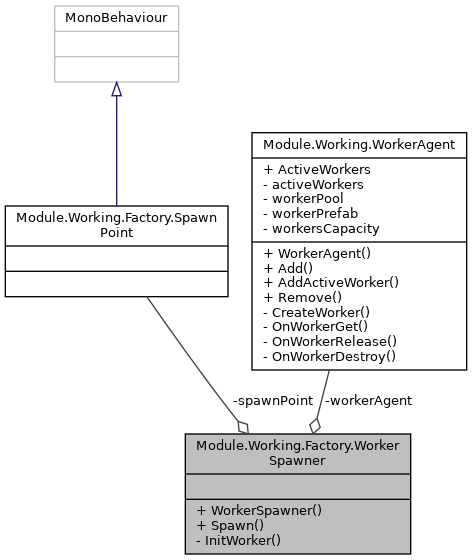 MonoBehaviour
Module.Working.WorkerAgent
+ ActiveWorkers
- activeWorkers
- workerPool
- workerPrefab
- workersCapacity
+ WorkerAgent()
+ Add()
+ AddActiveWorker()
+ Remove()
- CreateWorker()
- OnWorkerGet()
- OnWorkerRelease()
- OnWorkerDestroy()
Module.Working.Factory.Spawn
Point
-spawnPoint
-workerAgent
Module.Working.Factory.Worker
Spawner
+ WorkerSpawner()
+ Spawn()
- InitWorker()